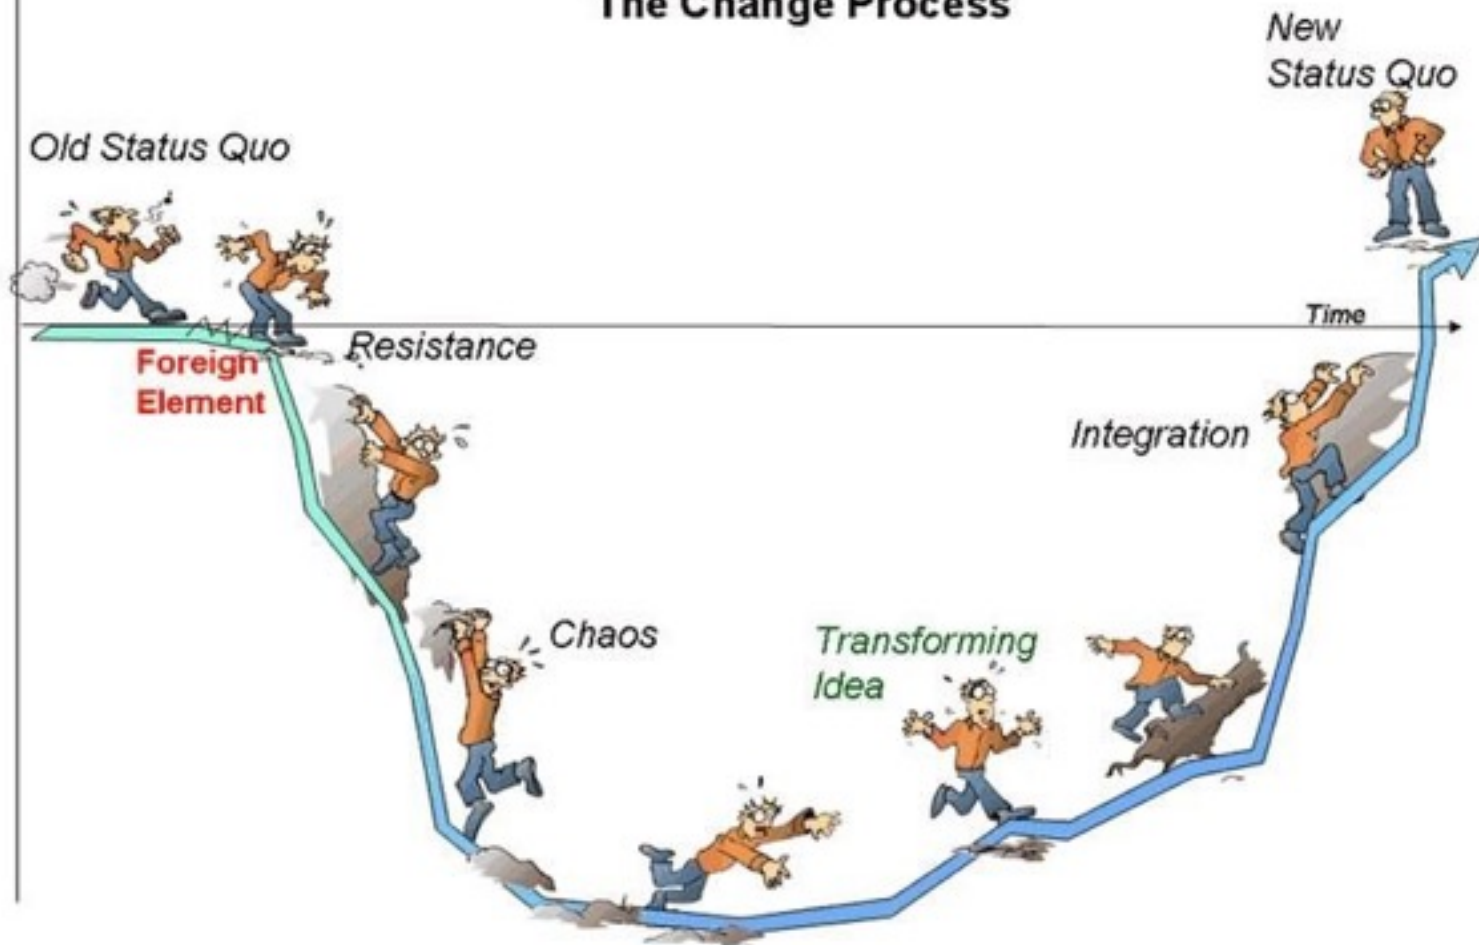 The Change Process
New
Status Quo
Old Status Quo
Time
Resistance
Foreign
Element
Integration
Chaos
Transforming
Idea